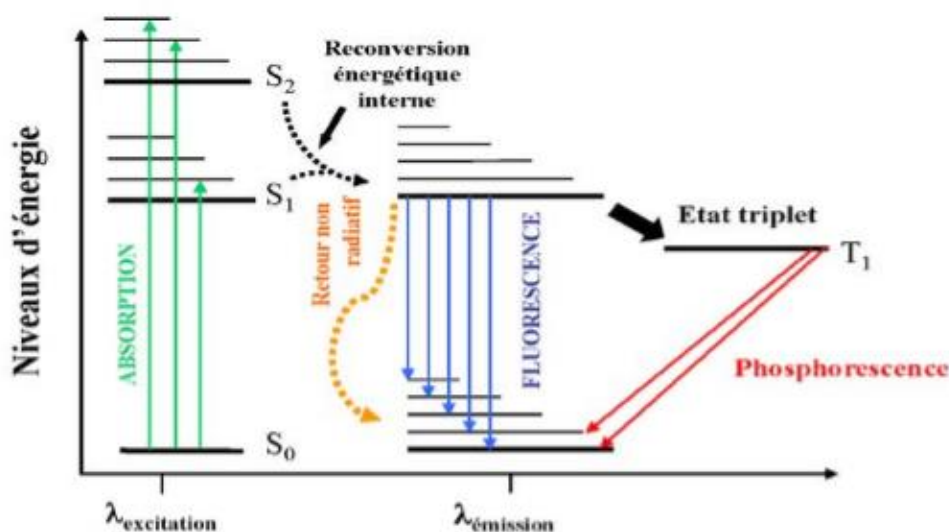 Reconversion
énergétique
interne
S2
S1
S0
Niveaux d'énergie
ABSORPTION
Retour non
radiatif
FLUORESCENCE
Etat triplet
T1
Phosphorescence
λexcitation
λémission